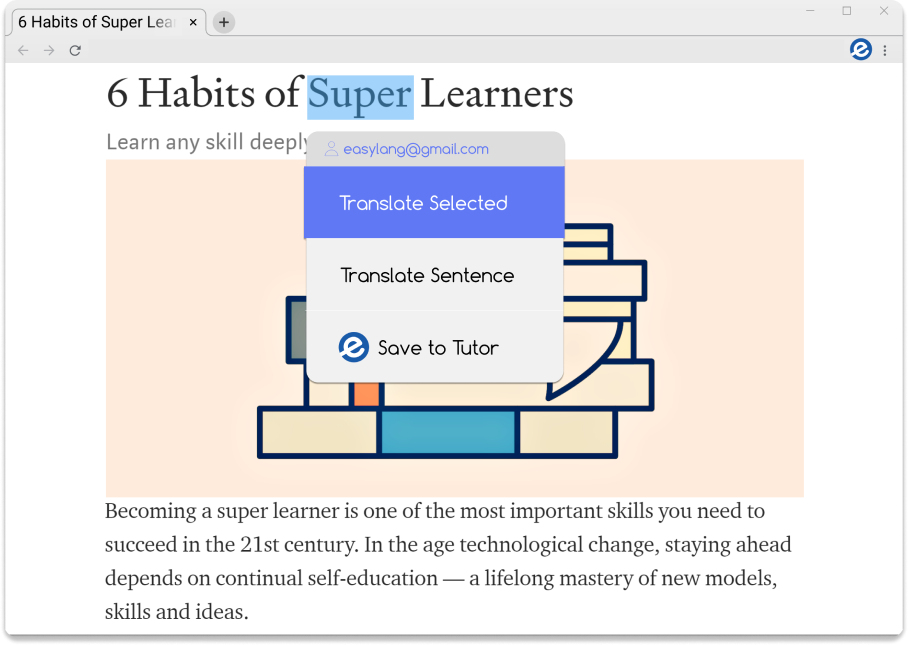 6 Habits of Super Lea
6 Habits of Super Learners
Learn any skill deeply
easylang@gmail.com
Translate Selected
Translate Sentence
Save to Tutor
Becoming a super learner is one of the most important skills you need to
succeed in the 21st century. In the age technological change, staying ahead
depends on continual self-education — a lifelong mastery of new models,
skills and ideas.